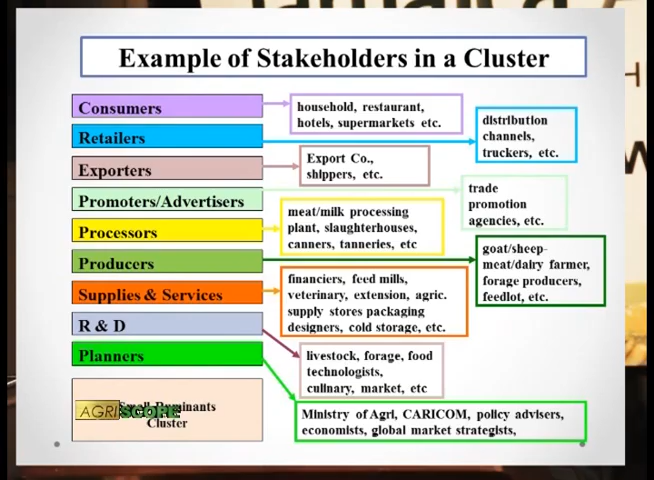 Jamaica
Example of Stakeholders in a Cluster
Consumers
household, restaurant,
hotels, supermarkets etc.
Retailers
distribution
channels,
truckers, etc.
Exporters
Export Co.,
shippers, etc.
Promoters/Advertisers
trade
promotion
agencies, etc.
Processors
meat/milk processing
plant, slaughterhouses,
canners, tanneries, etc
Producers
goat/sheep-
meat/dairy farmer,
forage producers,
feedlot, etc.
Supplies & Services
financiers, feed mills,
veterinary, extension, agric.
supply stores packaging
designers, cold storage, etc.
R & D
livestock, forage, food
technologists,
culinary, market, etc
Planners
Ministry of Agri, CARICOM, policy advisers,
economists, global market strategists,
Small Ruminants
Cluster
AGRISCOPE